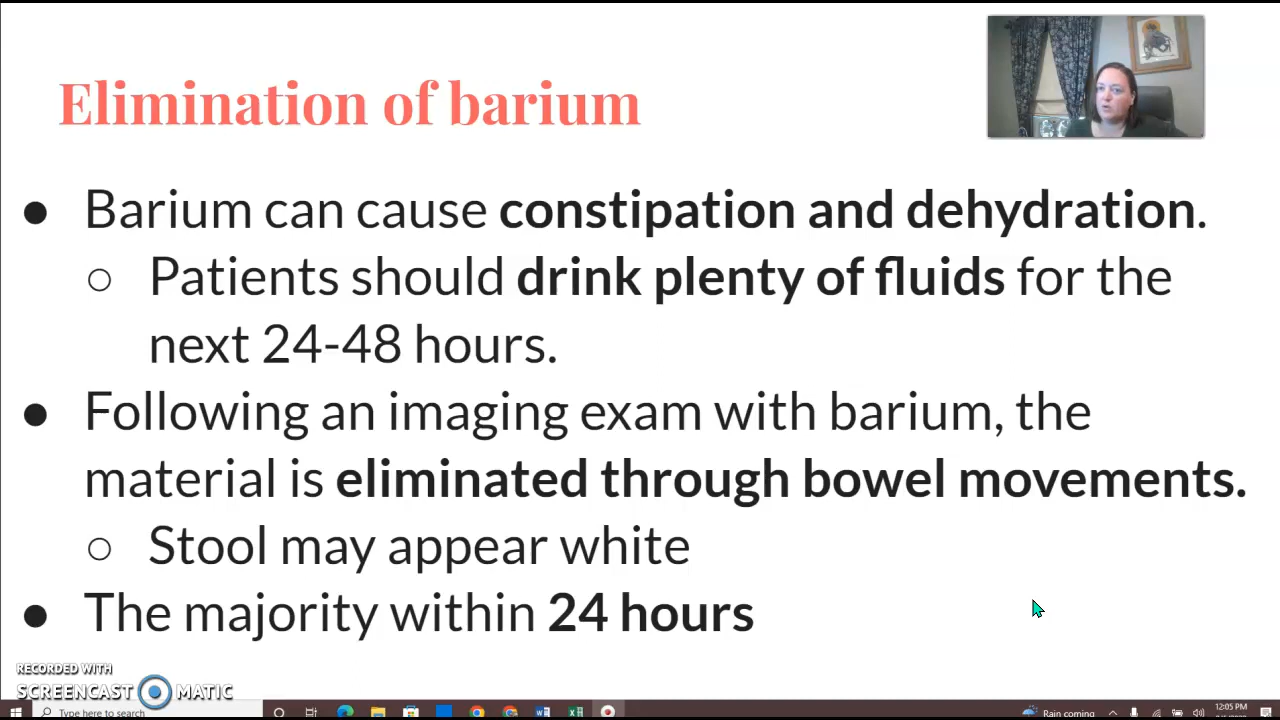 Elimination of barium
● Barium can cause constipation and dehydration.
○ Patients should drink plenty of fluids for the
next 24-48 hours.
● Following an imaging exam with barium, the
material is eliminated through bowel movements.
○ Stool may appear white
● The majority within 24 hours
RECORDED WITH
SCREENCAST MATIC
Type here to search
Rain coming
12:05 PM